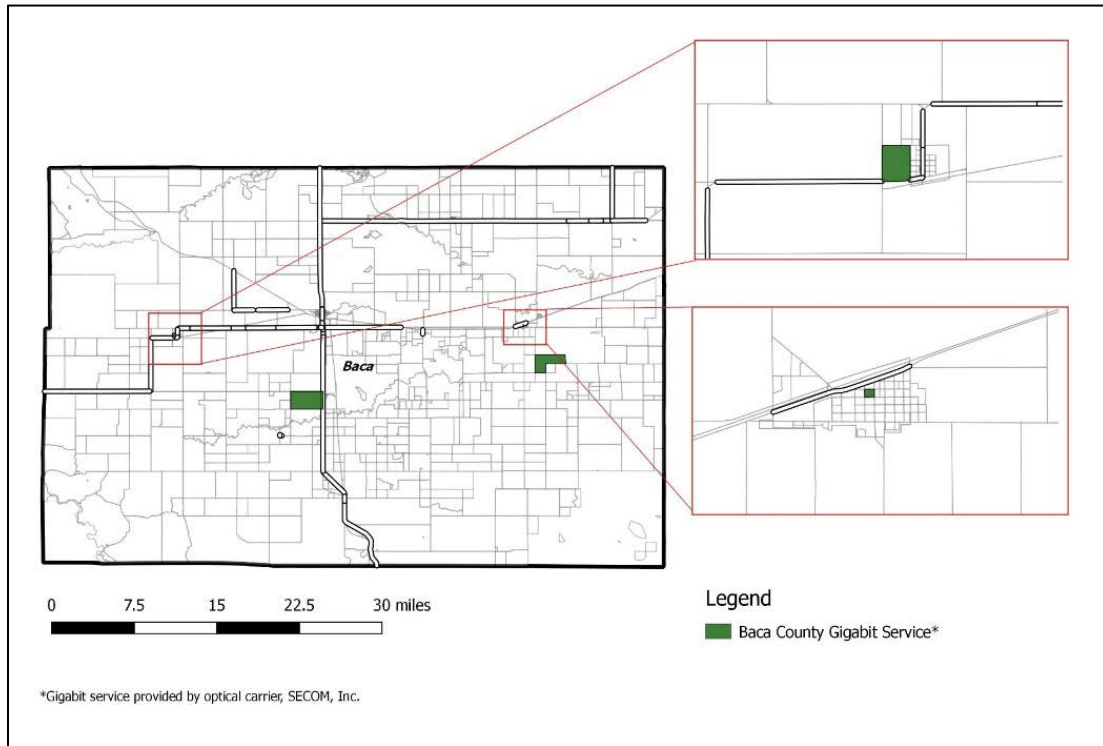 Baca
0 7.5 15 22.5 30 miles
Legend
Baca County Gigabit Service*
*Gigabit service provided by optical carrier, SECOM, Inc.